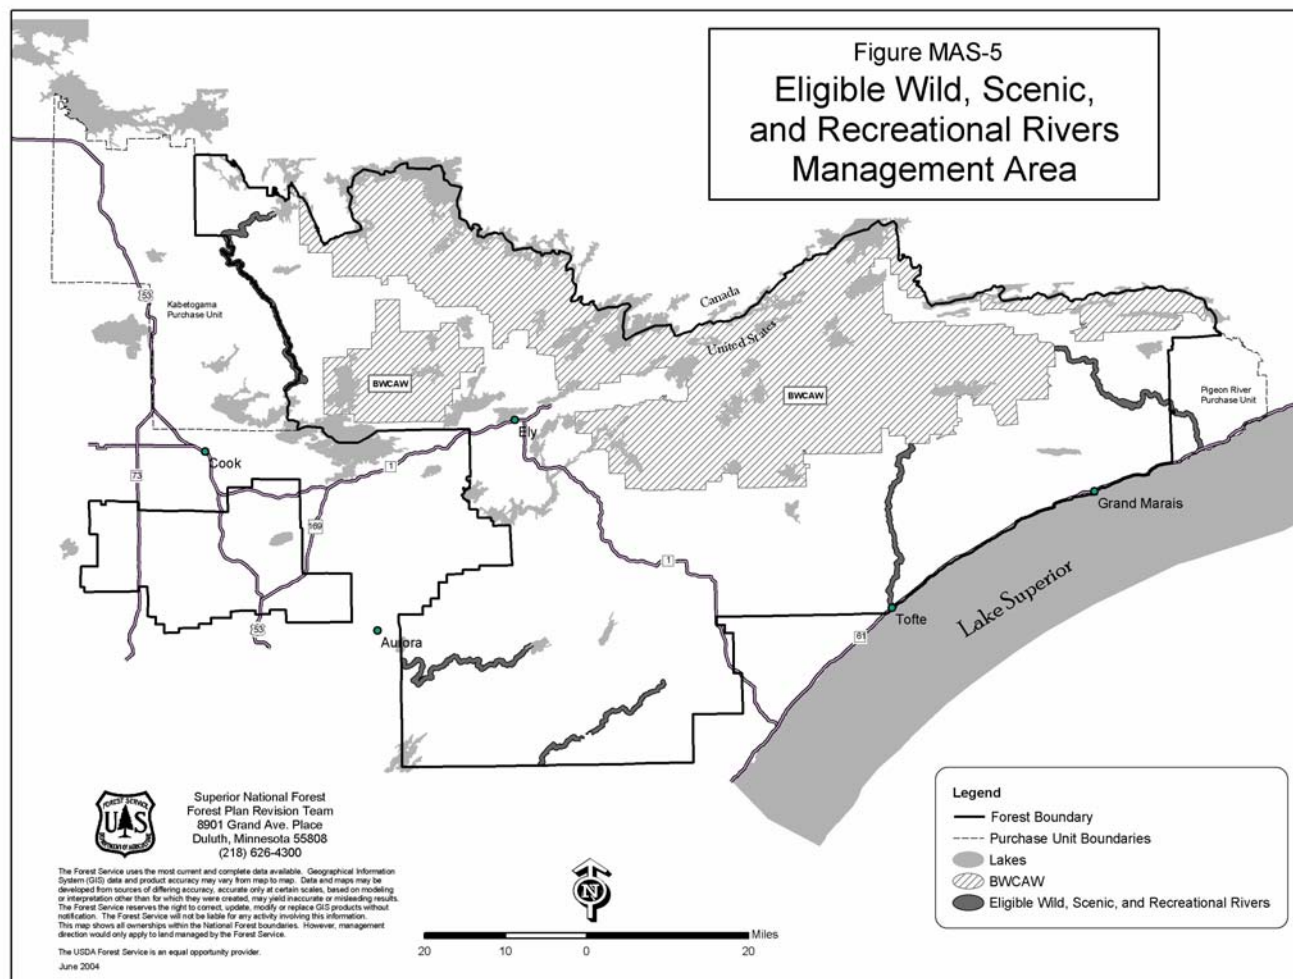 Figure MAS-5
Eligible Wild, Scenic,
and Recreational Rivers
Management Area
Canada
United States
53
Kabetogama
Purchase Unit
BWCAW
BWCAW
Pigeon River
Purchase Unit
Ely
Cook
1
73
169
Grand Marais
1
53
Aurora
Tofte
61
Lake Superior
FOREST SERVICE
US
DEPARTMENT OF AGRICULTURE
Superior National Forest
Forest Plan Revision Team
8901 Grand Ave. Place
Duluth, Minnesota 55808
(218) 626-4300
The Forest Service uses the most current and complete data available. Geographical Information
System (GIS) data and product accuracy may vary from map to map. Data and maps may be
developed from sources of differing accuracy, accurate only at certain scales, based on modeling
or interpretation other than for which they were created, may yield inaccurate or misleading results.
The Forest Service reserves the right to correct, update, modify or replace GIS products without
notification. The Forest Service will not be liable for any activity involving this information.
This map shows all ownerships within the National Forest boundaries. However, management
direction would only apply to land managed by the Forest Service.
The USDA Forest Service is an equal opportunity provider.
June 2004
N
Miles
20 10 0 20
Legend
Forest Boundary
Purchase Unit Boundaries
Lakes
BWCAW
Eligible Wild, Scenic, and Recreational Rivers